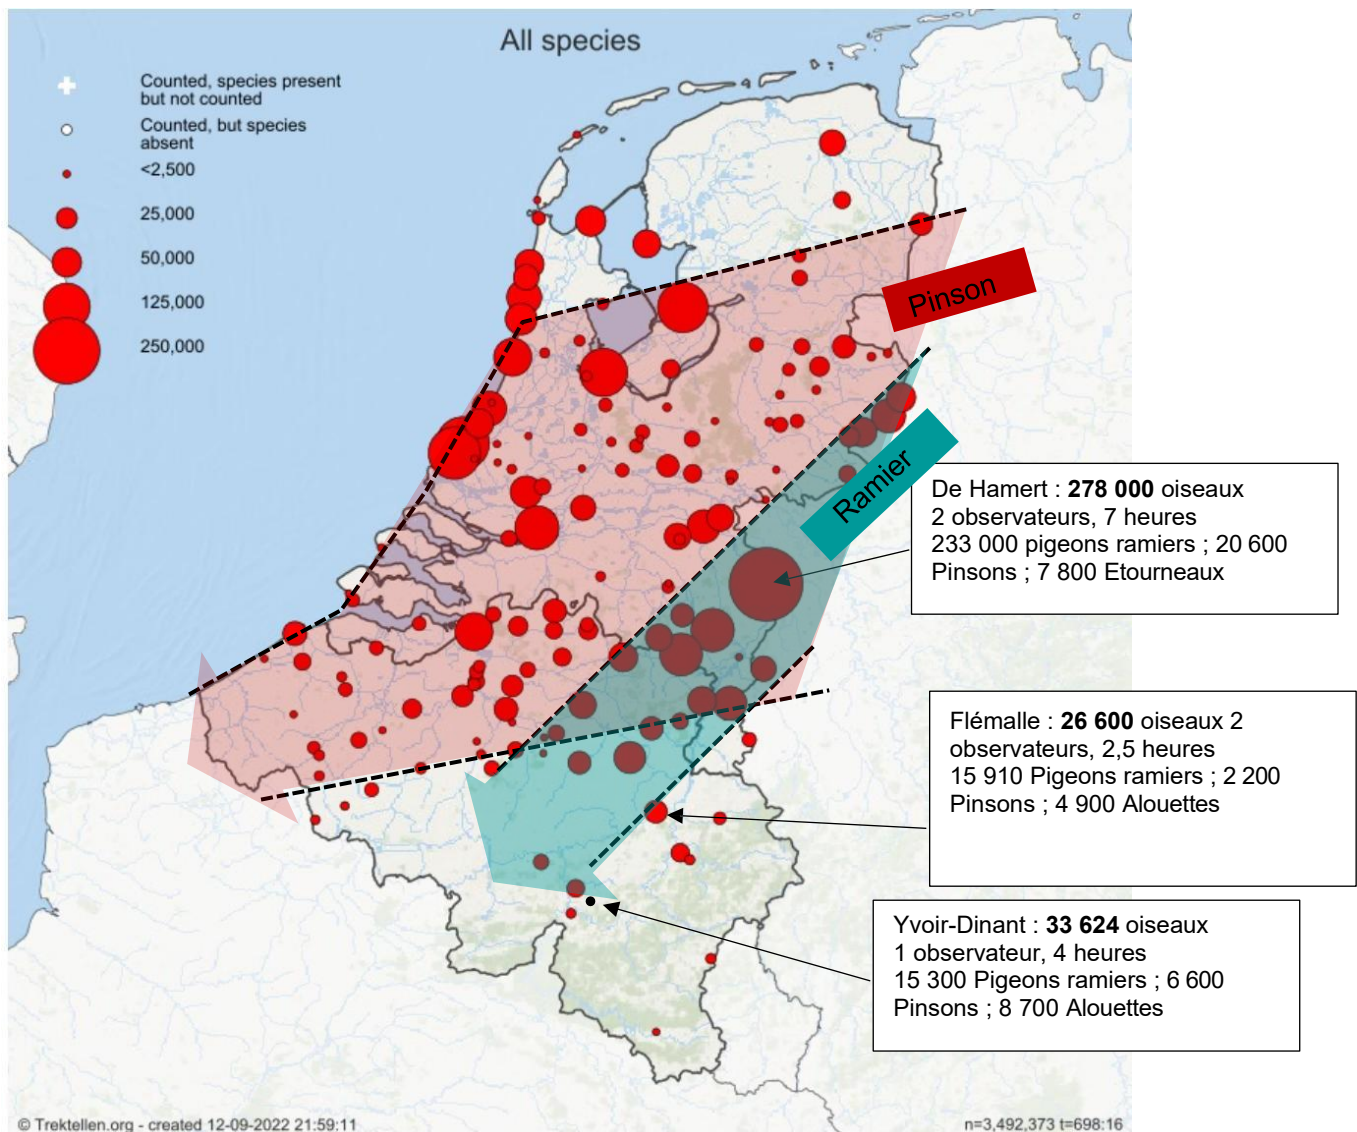 All species
Counted, species present
but not counted
Counted, but species
absent
<2,500
25,000
50,000
125,000
250,000
Pinson
Ramier
De Hamert : 278 000 oiseaux
2 observateurs, 7 heures
233 000 pigeons ramiers ; 20 600
Pinsons ; 7 800 Etourneaux
Flémalle : 26 600 oiseaux 2
observateurs, 2,5 heures
15 910 Pigeons ramiers ; 2 200
Pinsons ; 4 900 Alouettes
Yvoir-Dinant : 33 624 oiseaux
1 observateur, 4 heures
15 300 Pigeons ramiers ; 6 600
Pinsons ; 8 700 Alouettes
© Trektellen.org - created 12-09-2022 21:59:11
n=3,492,373 t=698:16